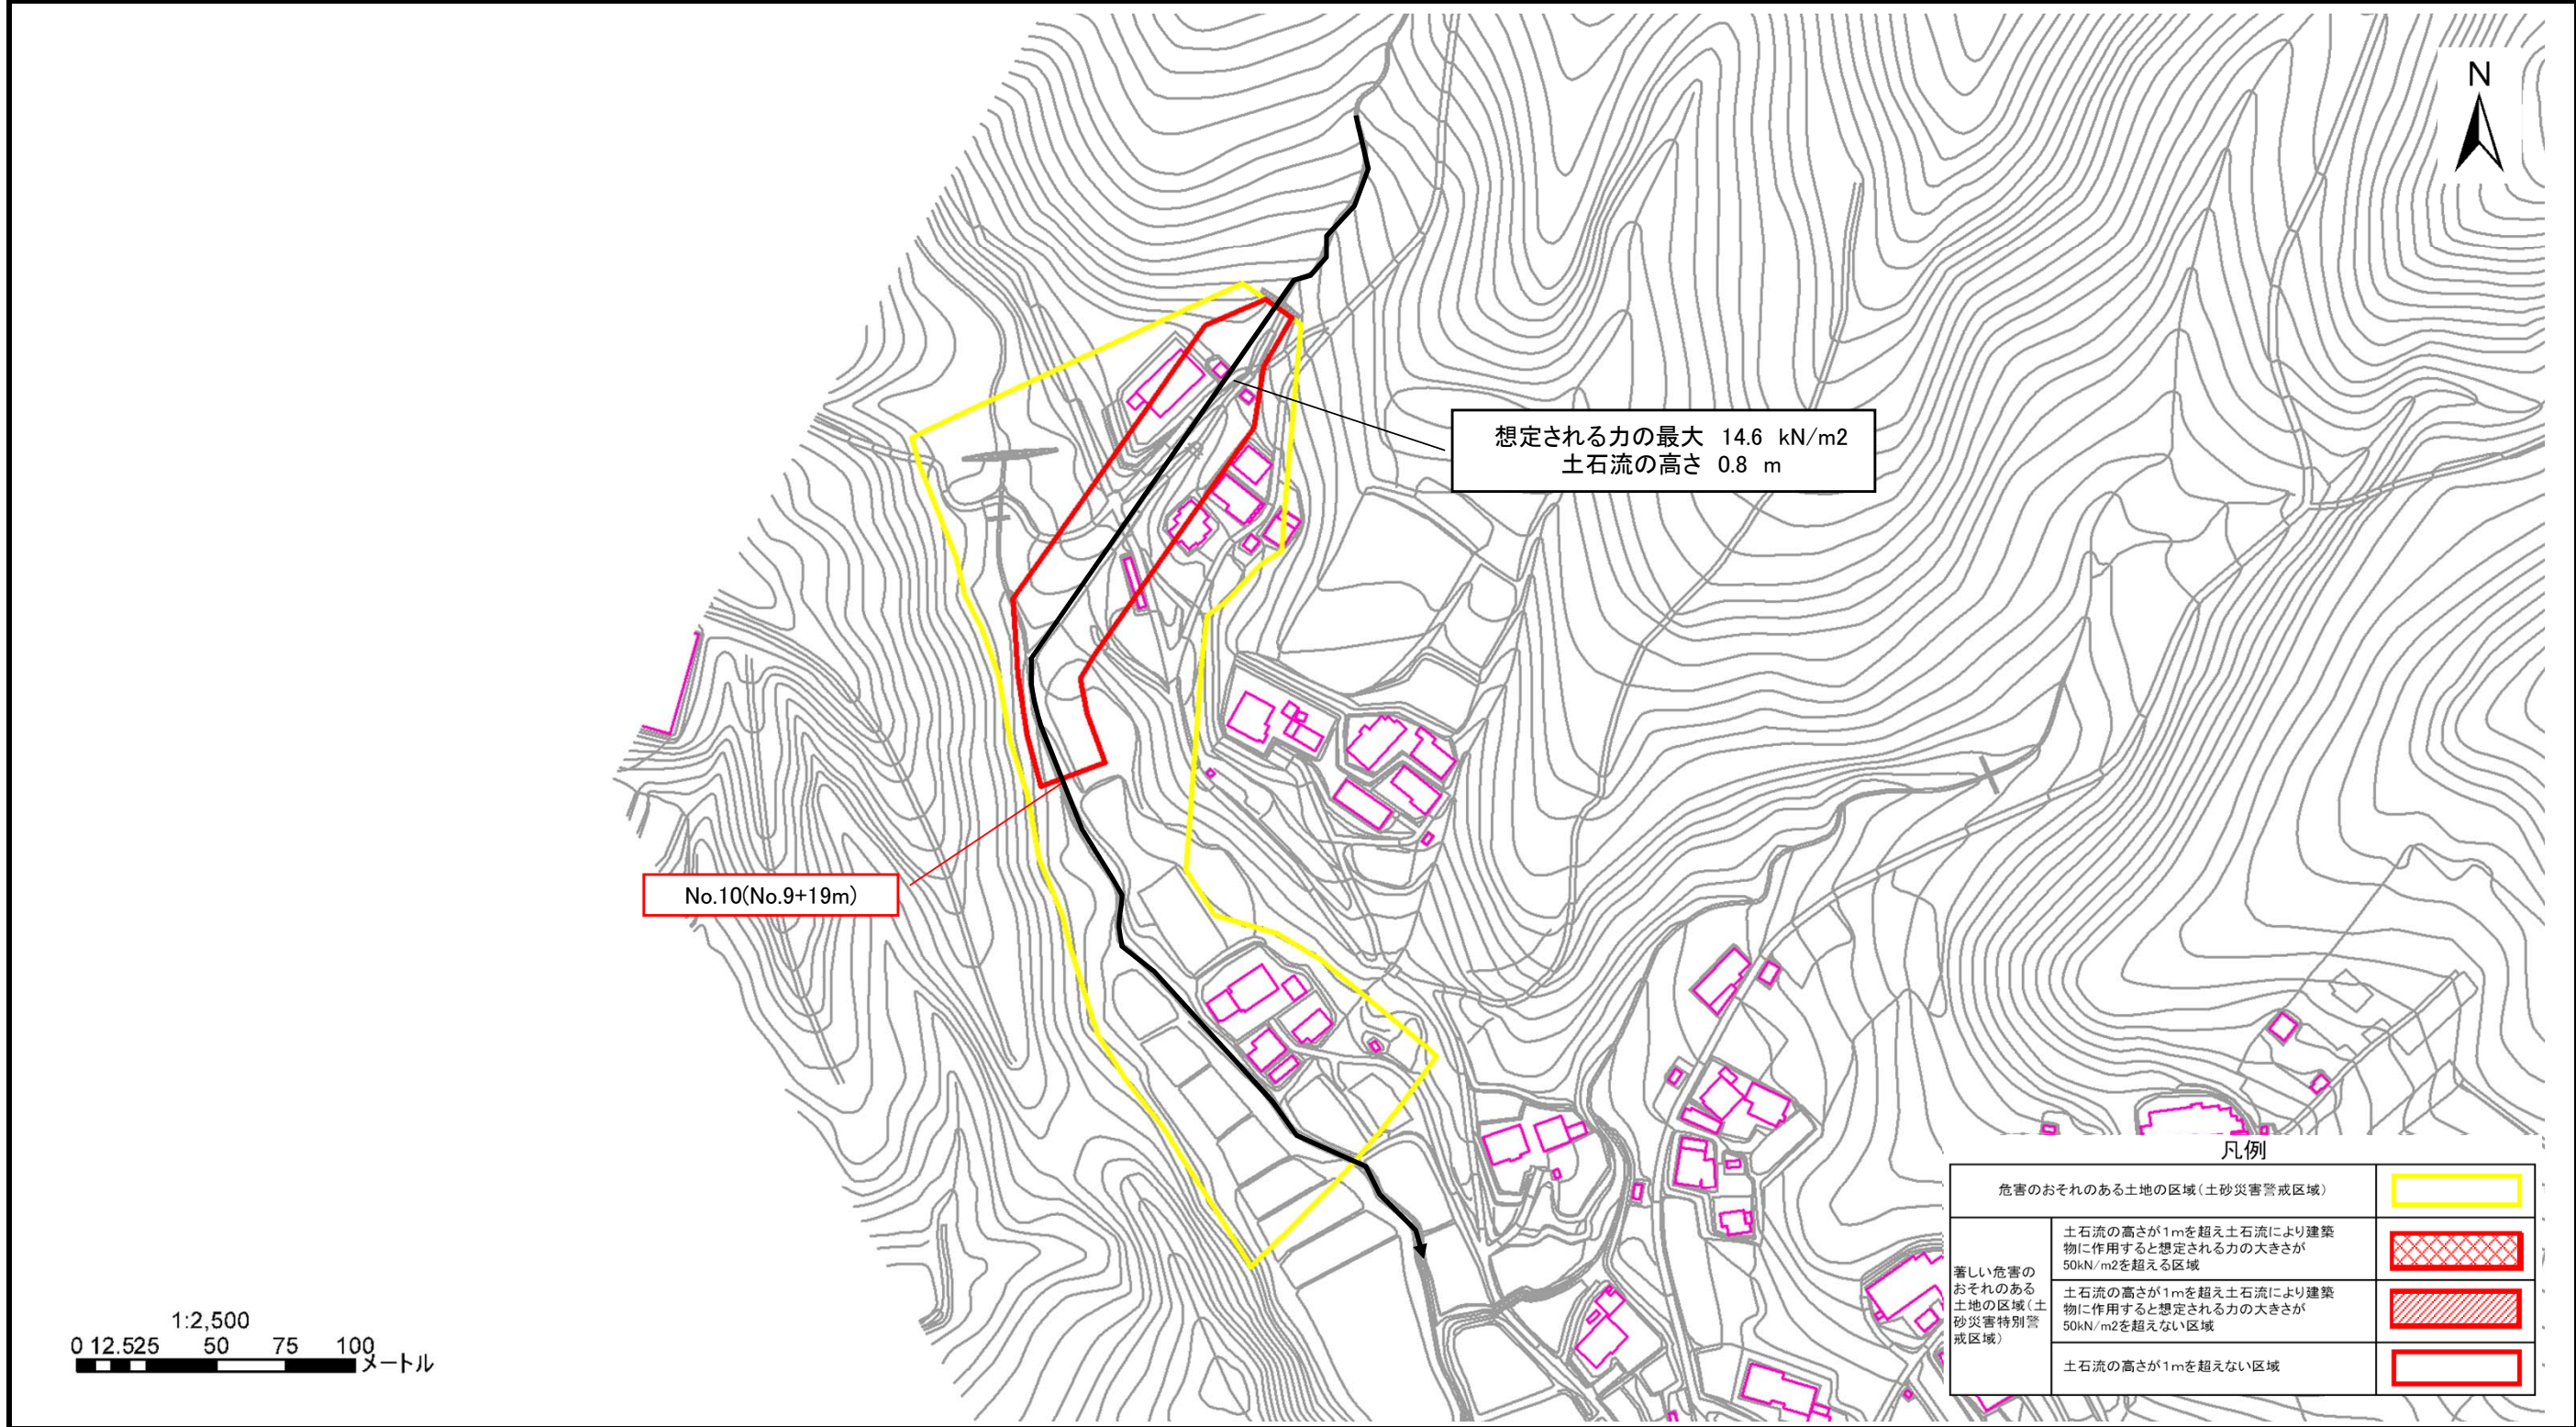 N
想定される力の最大 14.6 kN/m2
土石流の高さ 0.8 m
No.10(No.9+19m)
凡例
危害のおそれのある土地の区域(土砂災害警戒区域)
著しい危害の
おそれのある
土地の区域(土
砂災害特別警
戒区域)
土石流の高さが1mを超え土石流により建築
物に作用すると想定される力の大きさが
50kN/m2を超える区域
土石流の高さが1mを超え土石流により建築
物に作用すると想定される力の大きさが
50kN/m2を超えない区域
土石流の高さが1mを超えない区域
1:2,500
0 12.525 50 75 100
メートル